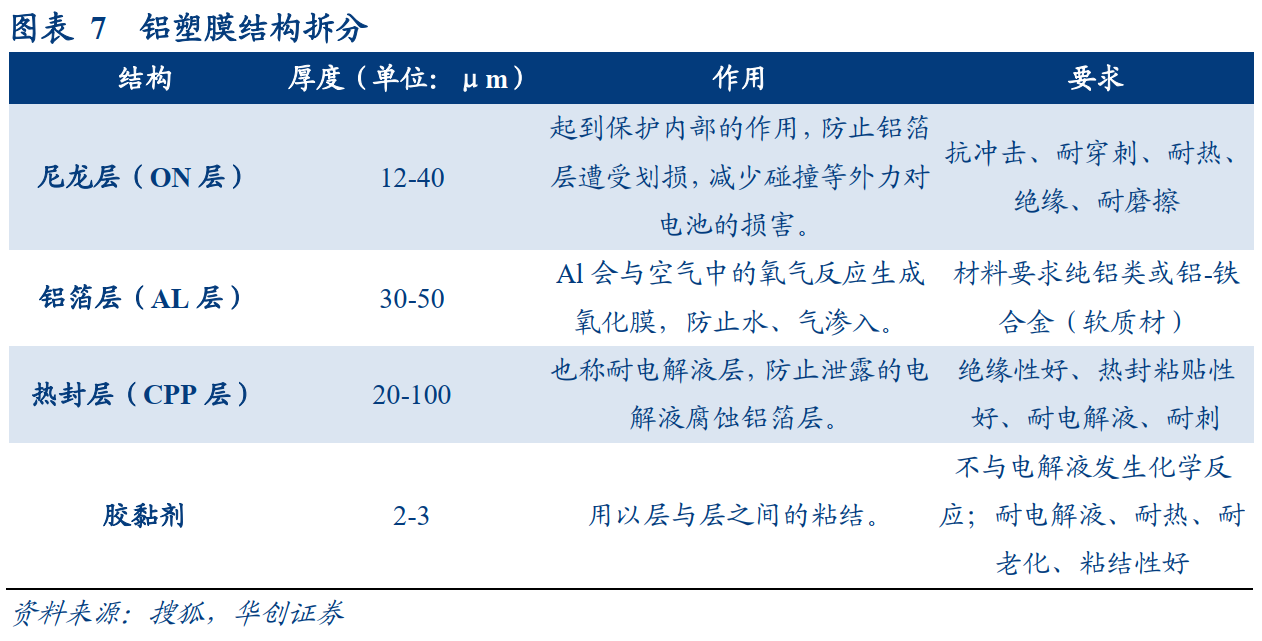 图表 7 铝塑膜结构拆分
结构 厚度（单位： μm） 作用 要求
起到保护内部的作用，防止铝箔
尼龙层（ON 层） 12-40 层遭受划损，减少碰撞等外力对
电池的损害。
抗冲击、耐穿刺、耐热、
绝缘、耐磨擦
铝箔层（AL 层） 30-50
Al 会与空气中的氧气反应生成
氧化膜，防止水、气渗入。
材料要求纯铝类或铝-铁
合金（软质材）
热封层（CPP 层） 20-100
也称耐电解液层，防止泄露的电
解液腐蚀铝箔层。
绝缘性好、热封粘贴性
好、耐电解液、耐刺
胶黏剂 2-3 用以层与层之间的粘结。
不与电解液发生化学反
应；耐电解液、耐热、耐
老化、粘结性好
资料来源：搜狐，华创证券